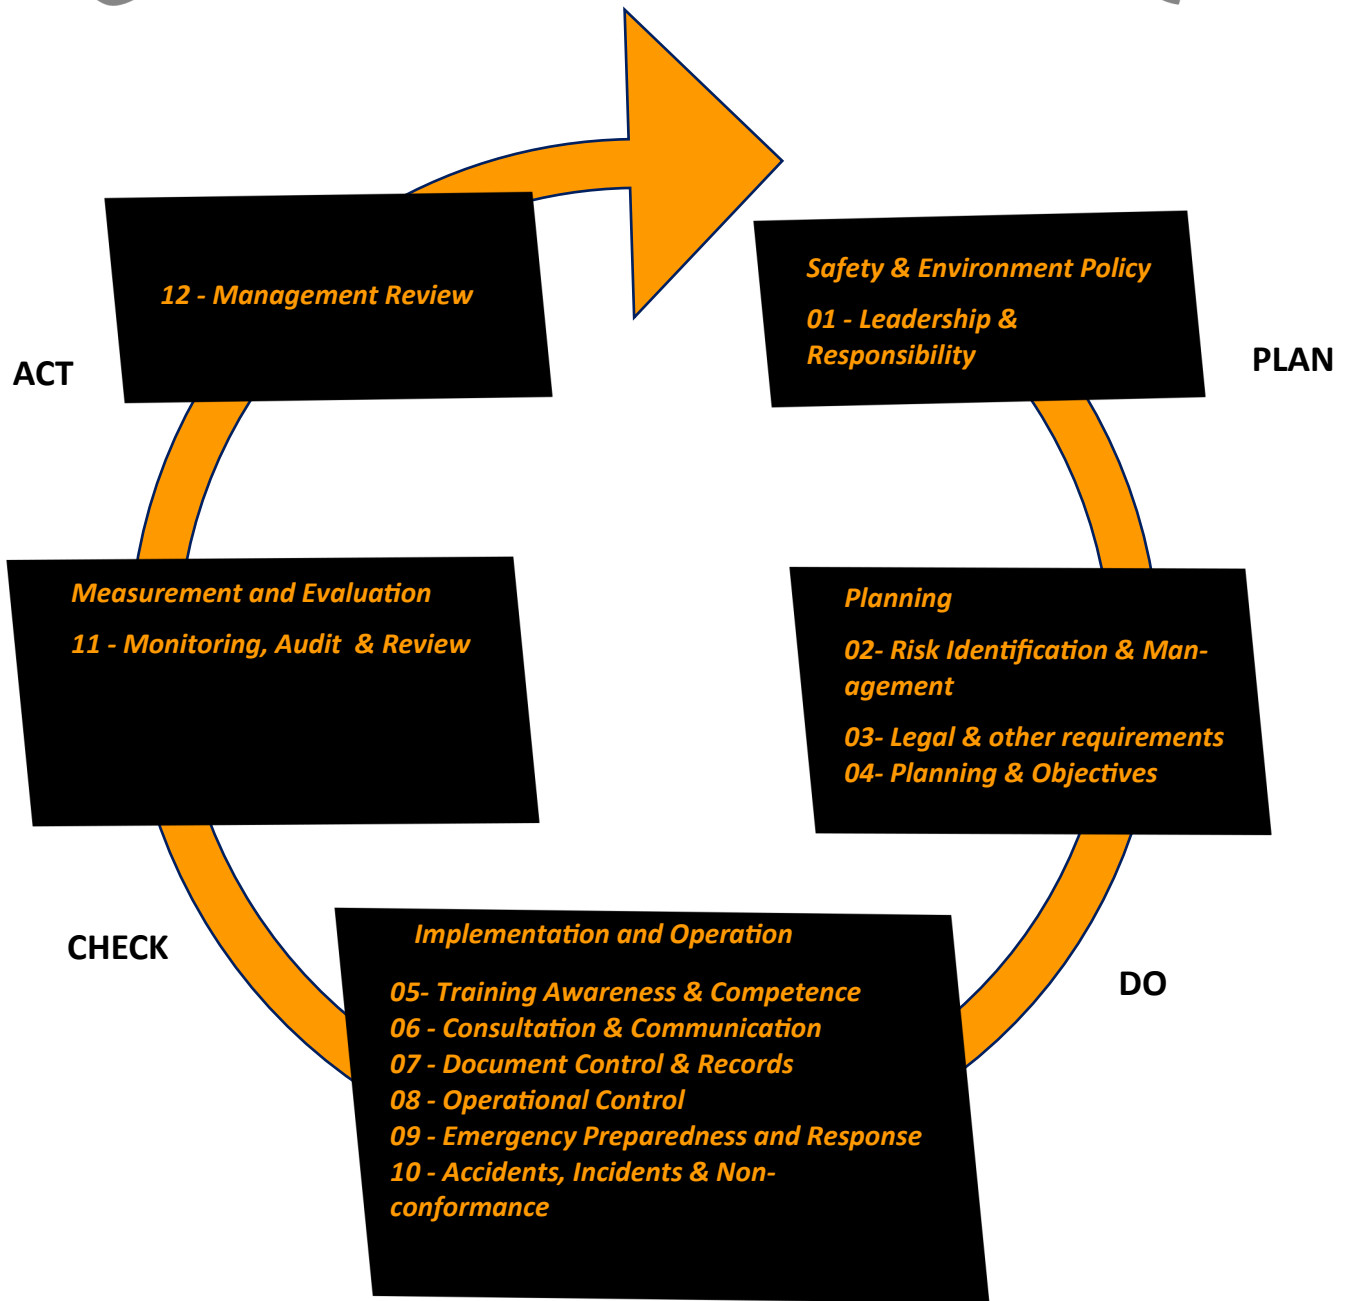 12 - Management Review
ACT
Safety & Environment Policy
01 - Leadership &
Responsibility
PLAN
Measurement and Evaluation
11 - Monitoring, Audit  & Review
Planning
02- Risk Identification & Man-
agement
03- Legal & other requirements
04- Planning & Objectives
CHECK
DO
Implementation and Operation
05- Training Awareness & Competence
06 - Consultation & Communication
07 - Document Control & Records
08 - Operational Control
09 - Emergency Preparedness and Response
10 - Accidents, Incidents & Non-
conformance